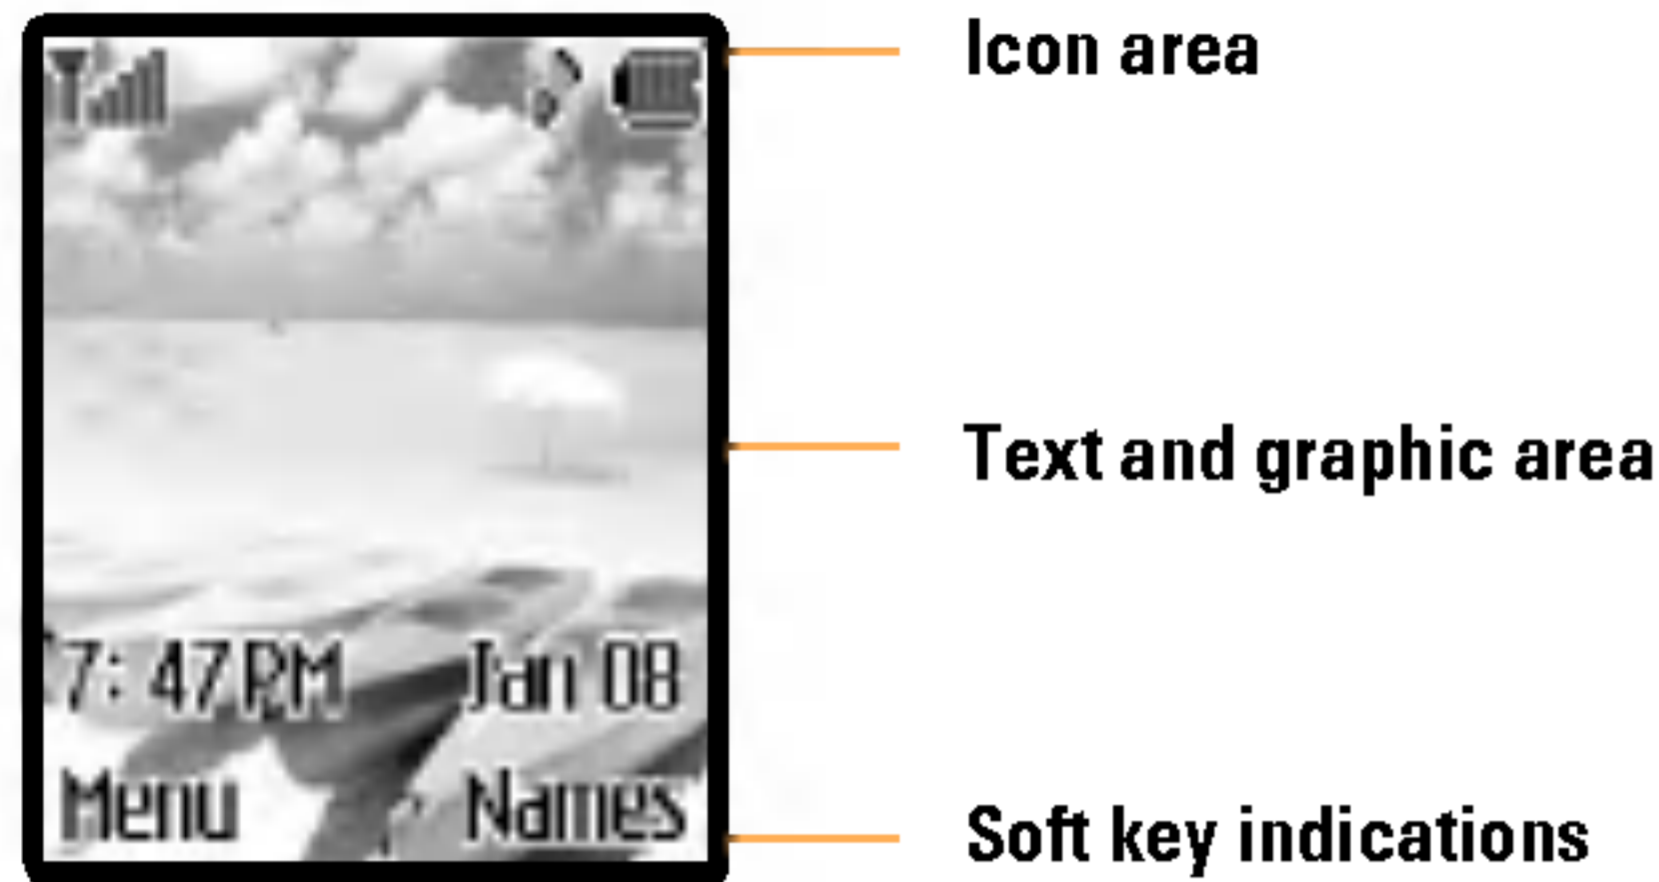 Icon area
Text and graphic area
7: 47 PM Jan 08
Menu Names
Soft key indications